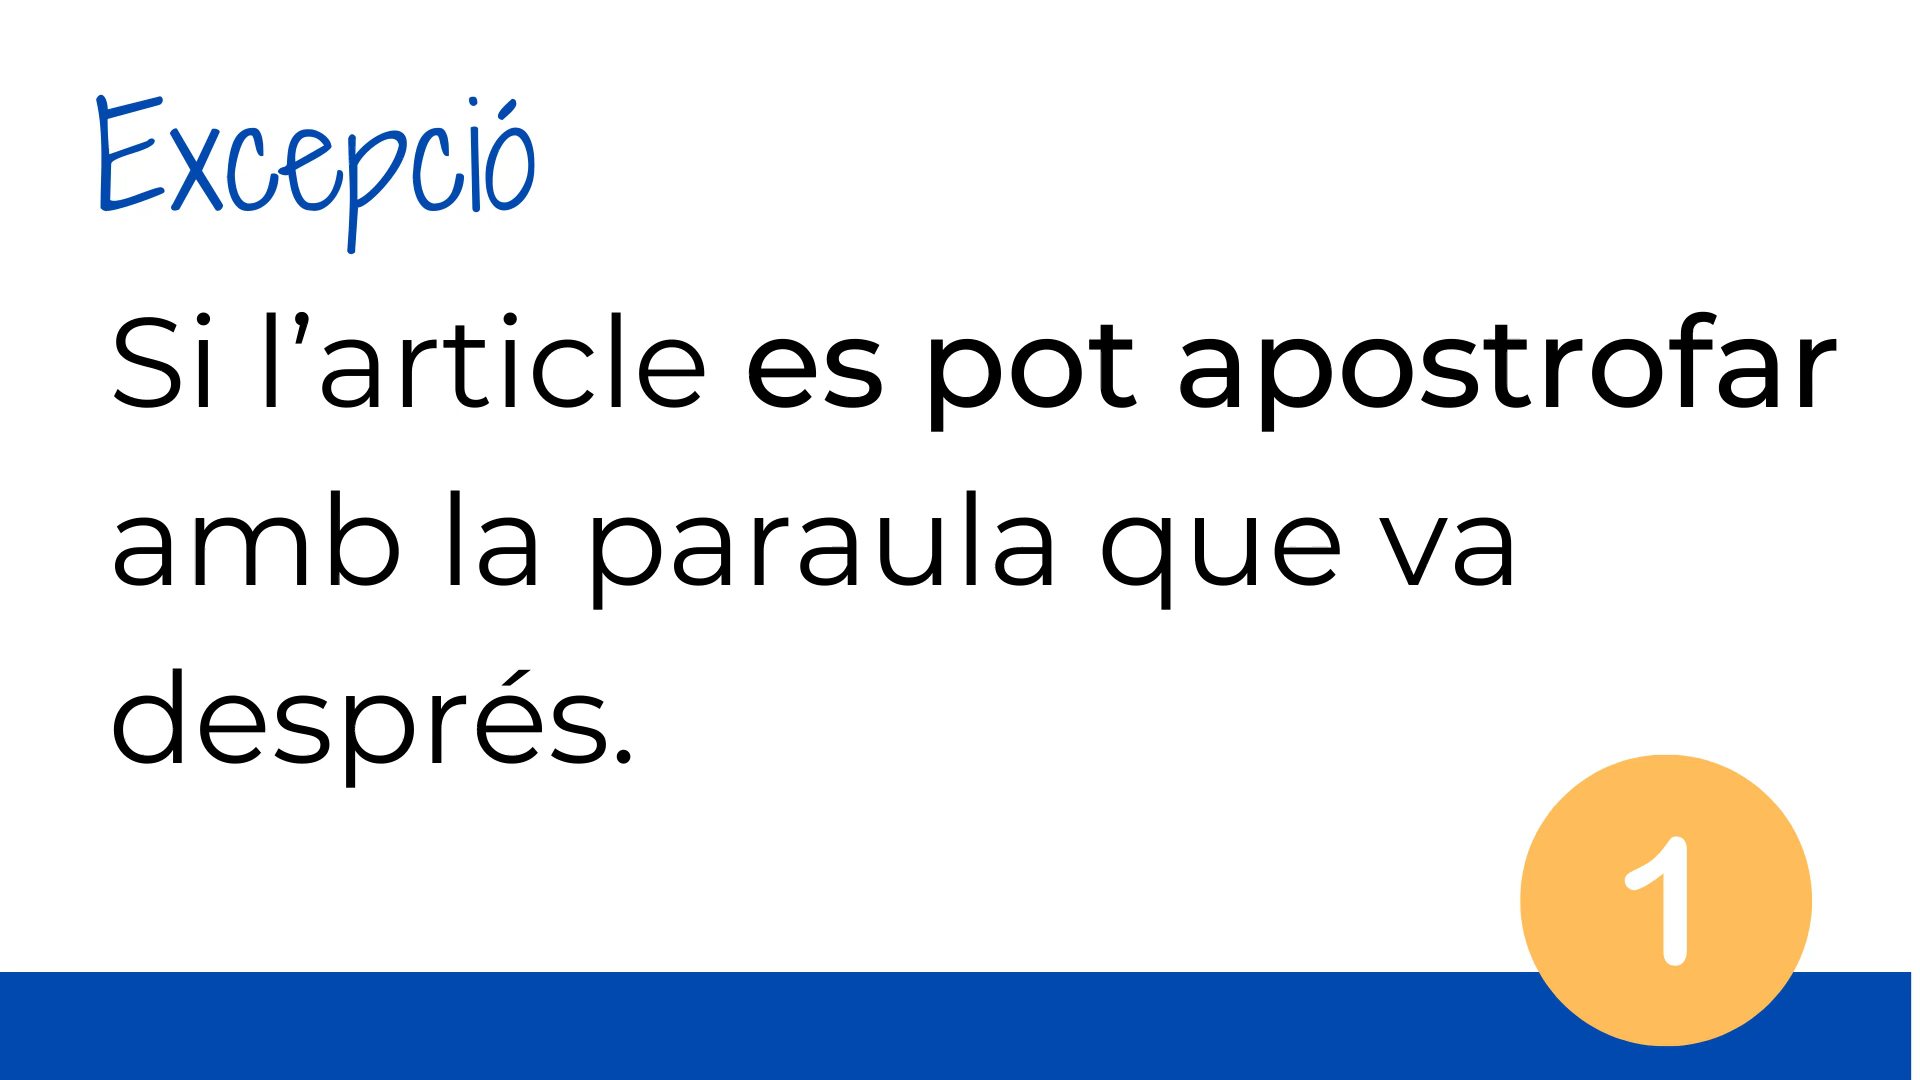 Excepció
Si l’article es pot apostrofar
amb la paraula que va
després.
1